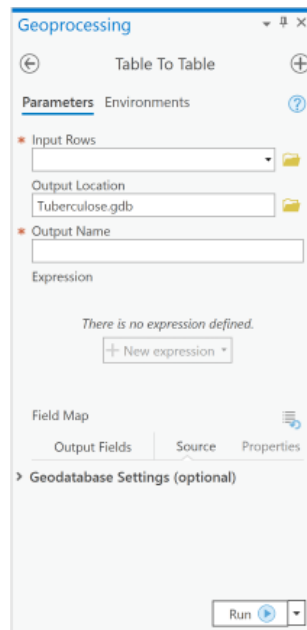 Geoprocessing
Table To Table
Parameters Environments
* Input Rows
Output Location
Tuberculose.gdb
* Output Name
Expression
There is no expression defined.
+ New expression
Field Map
Output Fields Source Properties
> Geodatabase Settings (optional)
Run